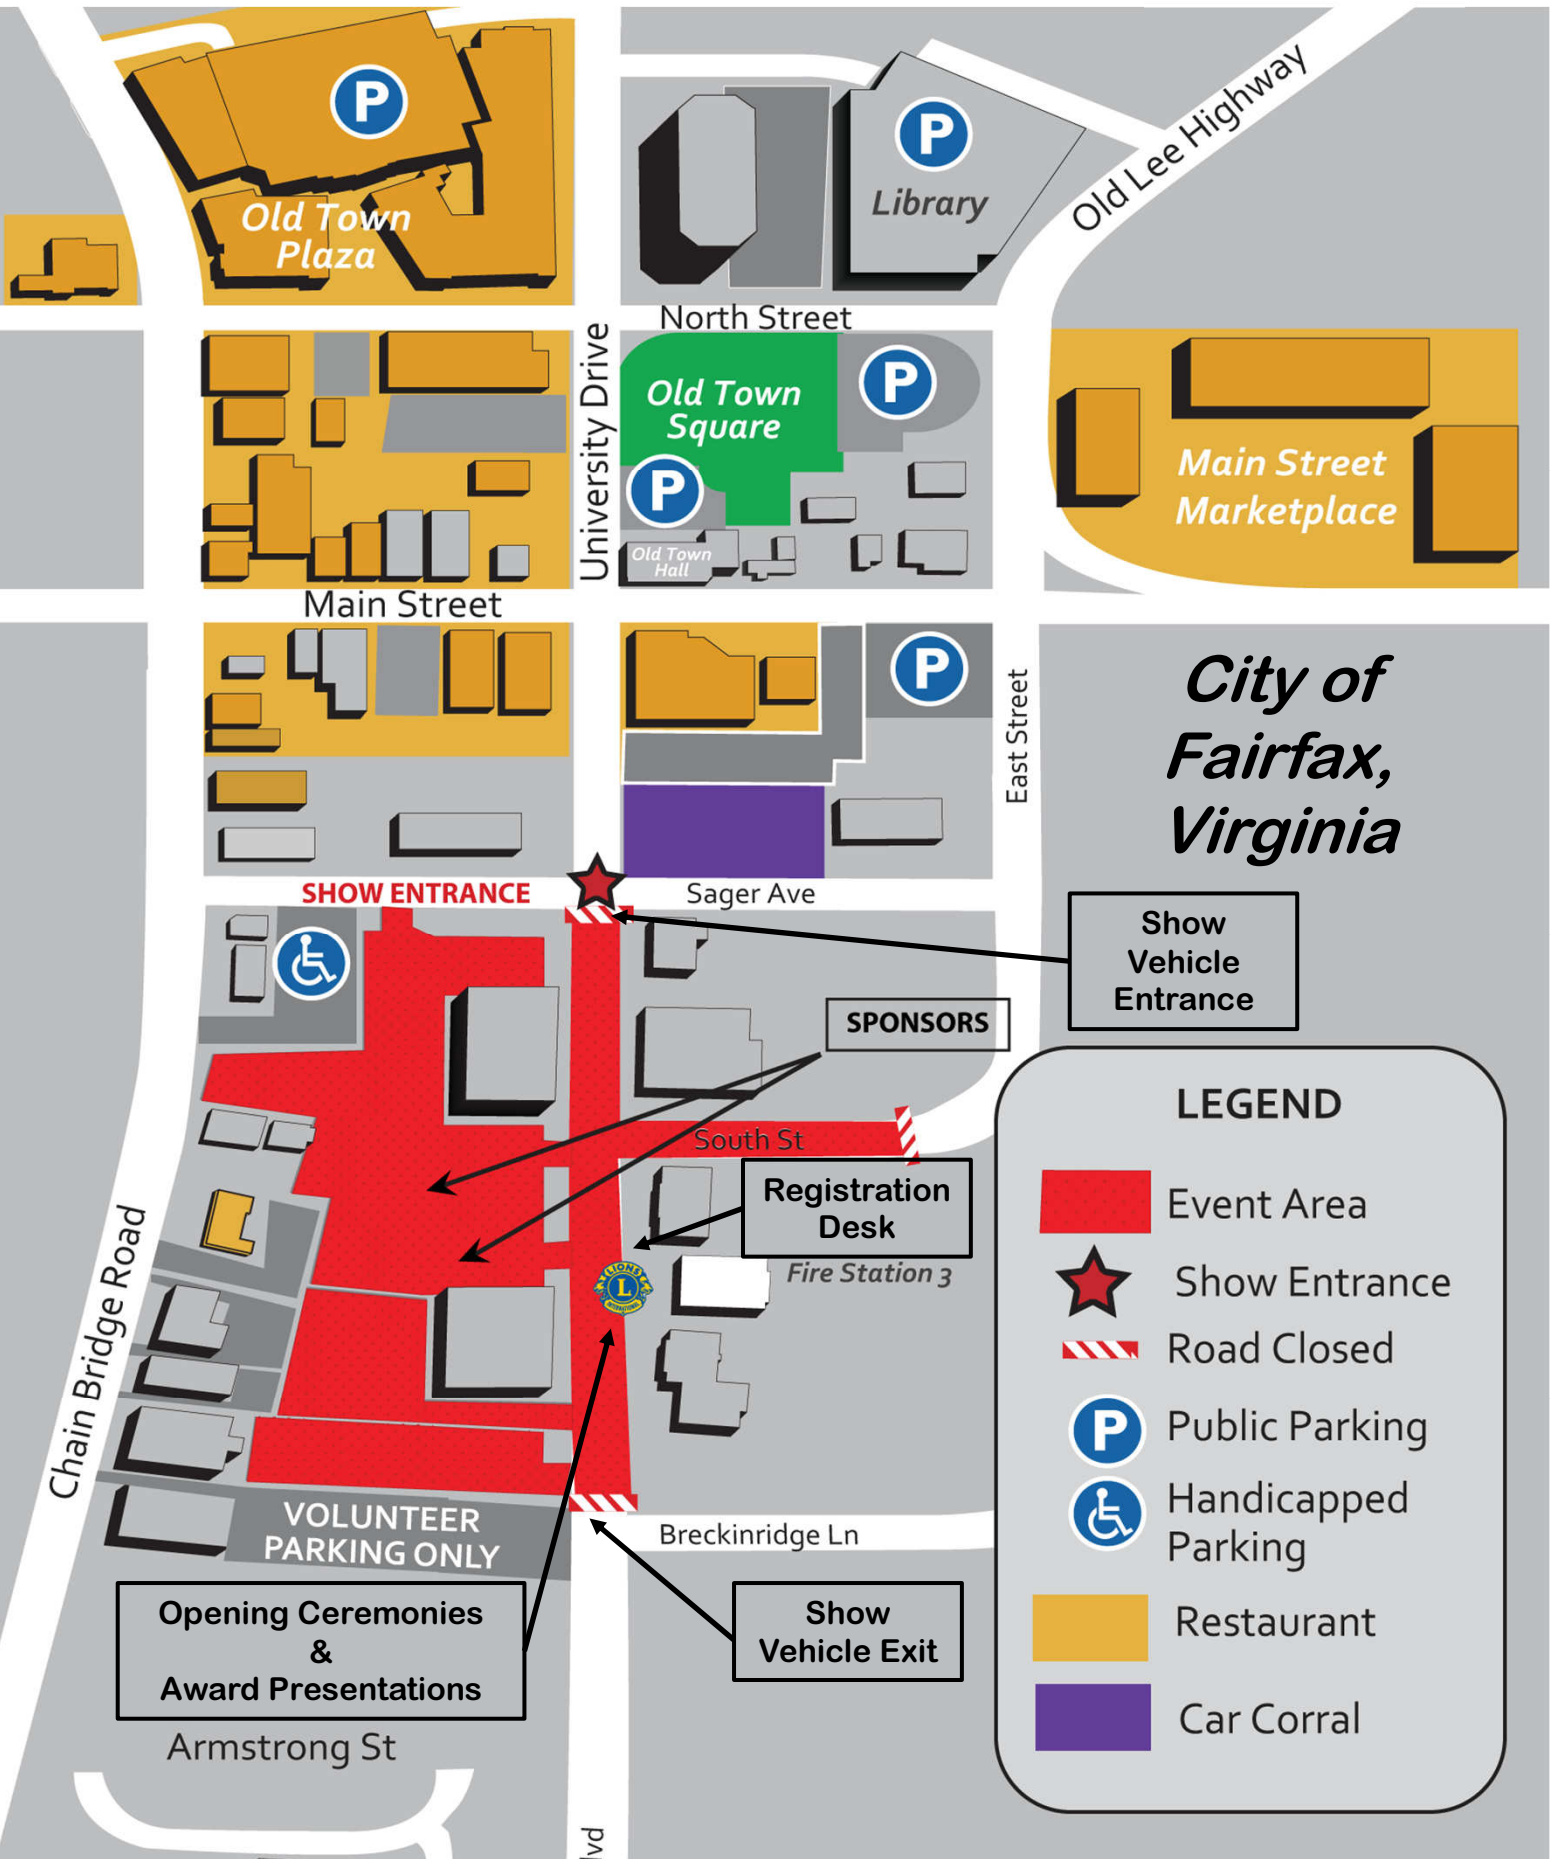 P
Old Town
Plaza
P
Library
Old Lee Highway
North Street
University Drive
Old Town
Square
P
P
Old Town
Hall
Main Street
Marketplace
Main Street
P
East Street
City of
Fairfax,
Virginia
SHOW ENTRANCE
Sager Ave
Show
Vehicle
Entrance
SPONSORS
South St
Registration
Desk
LIONS
L
INTERNATIONAL
Fire Station 3
Chain Bridge Road
VOLUNTEER
PARKING ONLY
Breckinridge Ln
Opening Ceremonies
&
Award Presentations
Show
Vehicle Exit
Armstrong St
lvd
LEGEND
Event Area
Show Entrance
Road Closed
P
Public Parking
Handicapped
Parking
Restaurant
Car Corral